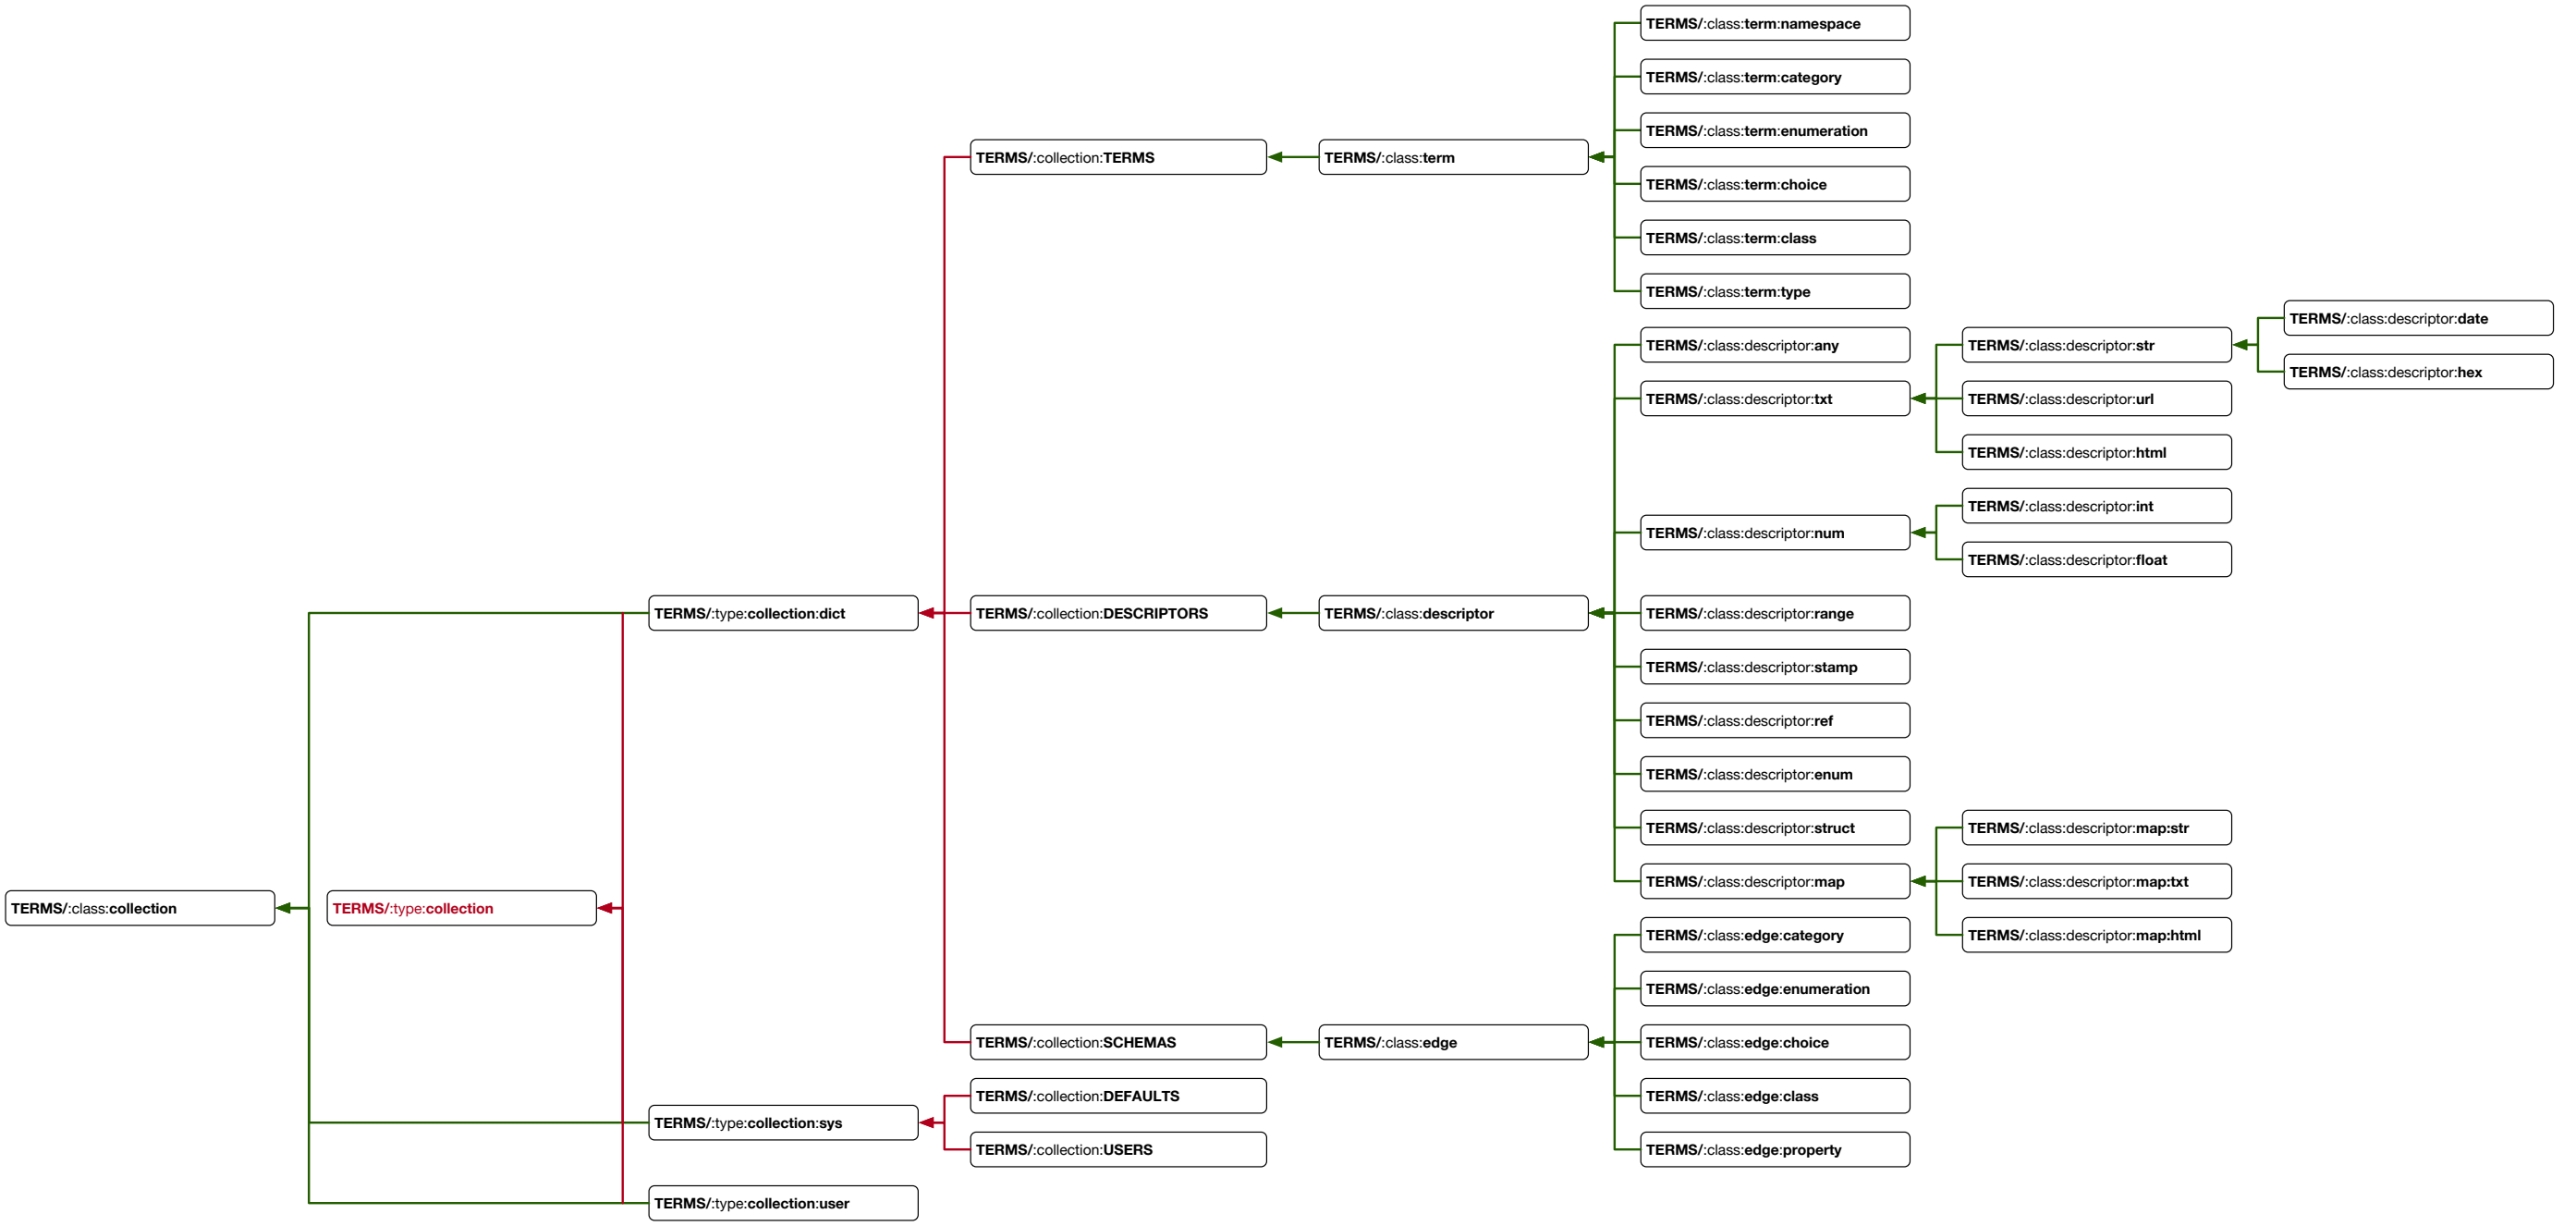 TERMS/:class:term:namespace
TERMS/:class:term:category
TERMS/:class:term:enumeration
TERMS/:collection:TERMS
TERMS/:class:term
TERMS/:class:term:choice
TERMS/:class:term:class
TERMS/:class:term:type
TERMS/:class:descriptor:date
TERMS/:class:descriptor:any
TERMS/:class:descriptor:str
TERMS/:class:descriptor:hex
TERMS/:class:descriptor:txt
TERMS/:class:descriptor:url
TERMS/:class:descriptor:html
TERMS/:class:descriptor:int
TERMS/:class:descriptor:num
TERMS/:class:descriptor:float
TERMS/:type:collection:dict
TERMS/:collection:DESCRIPTORS
TERMS/:class:descriptor
TERMS/:class:descriptor:range
TERMS/:class:descriptor:stamp
TERMS/:class:descriptor:ref
TERMS/:class:descriptor:enum
TERMS/:class:descriptor:struct
TERMS/:class:descriptor:map:str
TERMS/:class:descriptor:map
TERMS/:class:descriptor:map:txt
TERMS/:class:collection
TERMS/:type:collection
TERMS/:class:edge:category
TERMS/:class:descriptor:map:html
TERMS/:class:edge:enumeration
TERMS/:collection:SCHEMAS
TERMS/:class:edge
TERMS/:class:edge:choice
TERMS/:collection:DEFAULTS
TERMS/:class:edge:class
TERMS/:type:collection:sys
TERMS/:collection:USERS
TERMS/:class:edge:property
TERMS/:type:collection:user